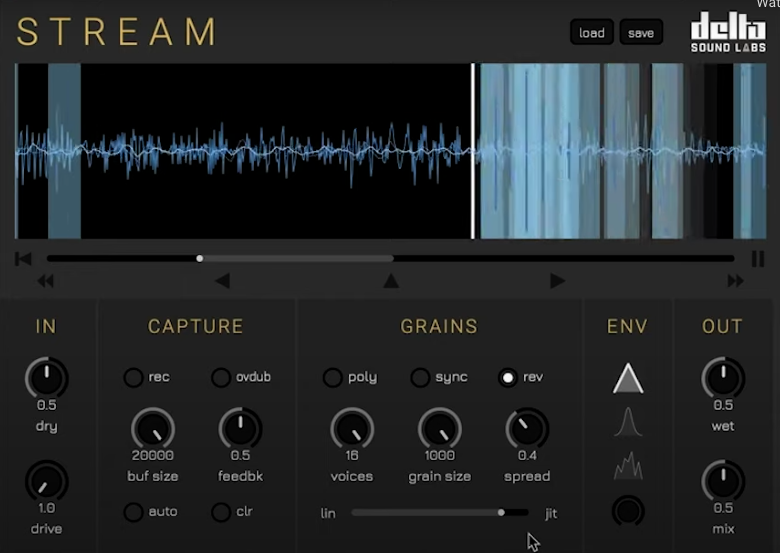 Wat
STREAM
load save
delta
SOUND LABS
IN CAPTURE GRAINS ENV OUT
rec ovdub poly sync rev
0.5 20000 0.5 16 1000 0.4 0.5
dry buf size feedbk voices grain size spread wet
1.0 auto clr lin jit 0.5
drive mix